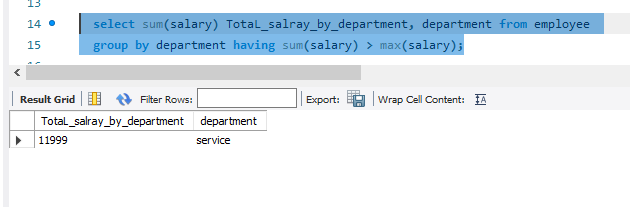 13
14 select sum(salary) TotaL_salray_by_department, department from employee
15 group by department having sum(salary) > max(salary);
Result Grid Filter Rows: Export: Wrap Cell Content: IA
TotaL_salray_by_department department
11999 service